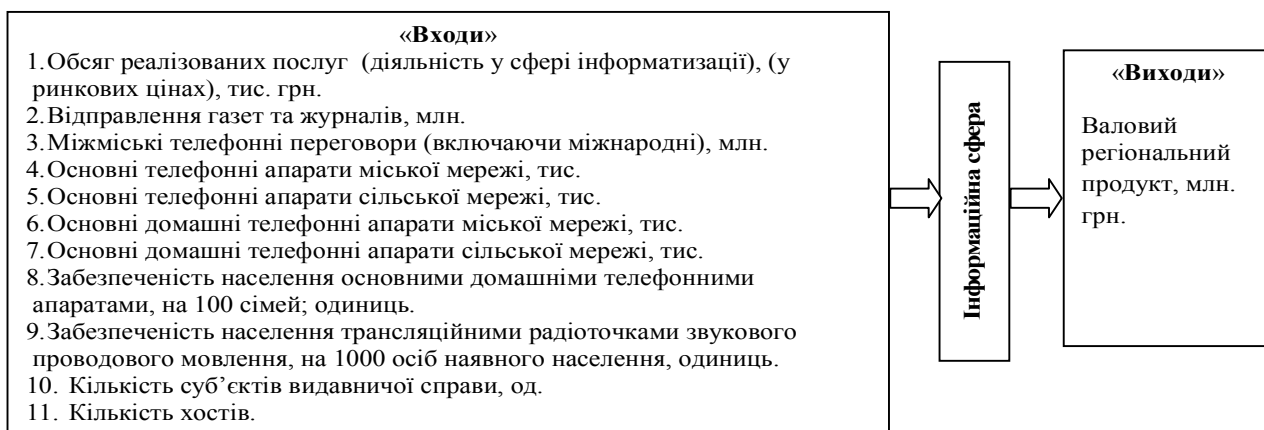 «Входи»
1.Обсяг реалізованих послуг (діяльність у сфері інформатизації), (у
ринкових цінах), тис. грн.
2.Відправлення газет та журналів, млн.
3.Міжміські телефонні переговори (включаючи міжнародні), млн.
4.Основні телефонні апарати міської мережі, тис.
5.Основні телефонні апарати сільської мережі, тис.
6.Основні домашні телефонні апарати міської мережі, тис.
7.Основні домашні телефонні апарати сільської мережі, тис.
8.Забезпеченість населення основними домашніми телефонними
апаратами, на 100 сімей; одиниць.
9.Забезпеченість населення трансляційними радіоточками звукового
проводового мовлення, на 1000 осіб наявного населення, одиниць.
10. Кількість суб’єктів видавничої справи, од.
11. Кількість хостів.
Інформаційна сфера
«Виходи»
Валовий
регіональний
продукт, млн.
грн.